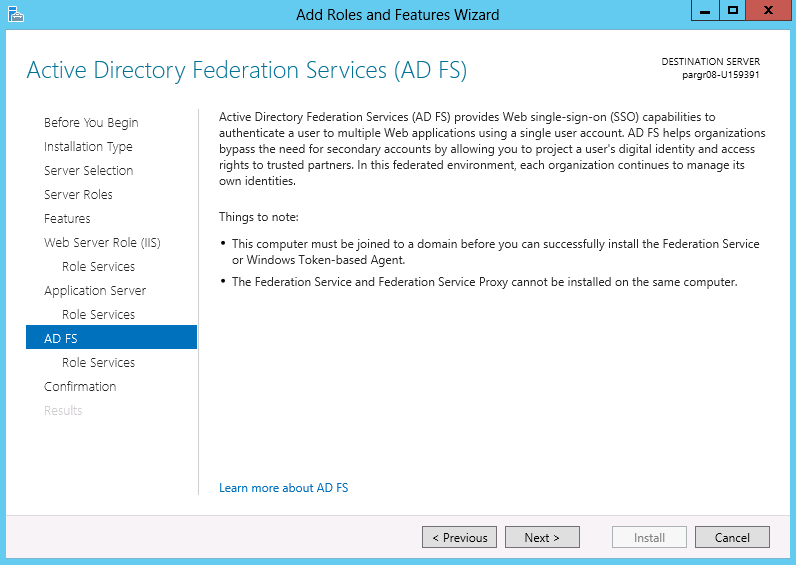 Add Roles and Features Wizard
Active Directory Federation Services (AD FS)
DESTINATION SERVER
pargr08-U159391
Before You Begin
Installation Type
Server Selection
Server Roles
Features
Web Server Role (IIS)
Role Services
Application Server
Role Services
AD FS
Role Services
Confirmation
Results
Active Directory Federation Services (AD FS) provides Web single-sign-on (SSO) capabilities to
authenticate a user to multiple Web applications using a single user account. AD FS helps organizations
bypass the need for secondary accounts by allowing you to project a user's digital identity and access
rights to trusted partners. In this federated environment, each organization continues to manage its
own identities.
Things to note:
• This computer must be joined to a domain before you can successfully install the Federation Service
or Windows Token-based Agent.
• The Federation Service and Federation Service Proxy cannot be installed on the same computer.
Learn more about AD FS
< Previous
Next >
Install
Cancel